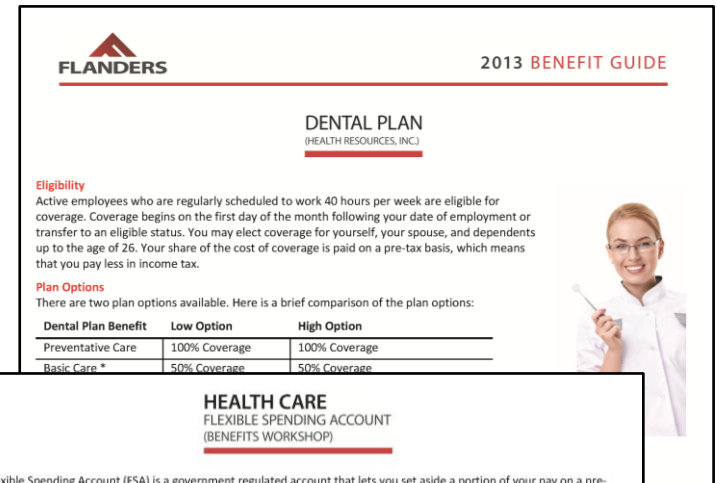 FLANDERS
2013 BENEFIT GUIDE
DENTAL PLAN
(HEALTH RESOURCES, INC.)
Eligibility
Active employees who are regularly scheduled to work 40 hours per week are eligible for
coverage. Coverage begins on the first day of the month following your date of employment or
transfer to an eligible status. You may elect coverage for yourself, your spouse, and dependents
up to the age of 26. Your share of the cost of coverage is paid on a pre-tax basis, which means
that you pay less in income tax.
Plan Options
There are two plan options available. Here is a brief comparison of the plan options:
Dental Plan Benefit Low Option High Option
Preventative Care 100% Coverage 100% Coverage
Basic Care * 50% Coverage 50% Coverage
HEALTH CARE
FLEXIBLE SPENDING ACCOUNT
(BENEFITS WORKSHOP)
xible Spending Account (FSA) is a government regulated account that lets you set aside a portion of your pay on a pre-